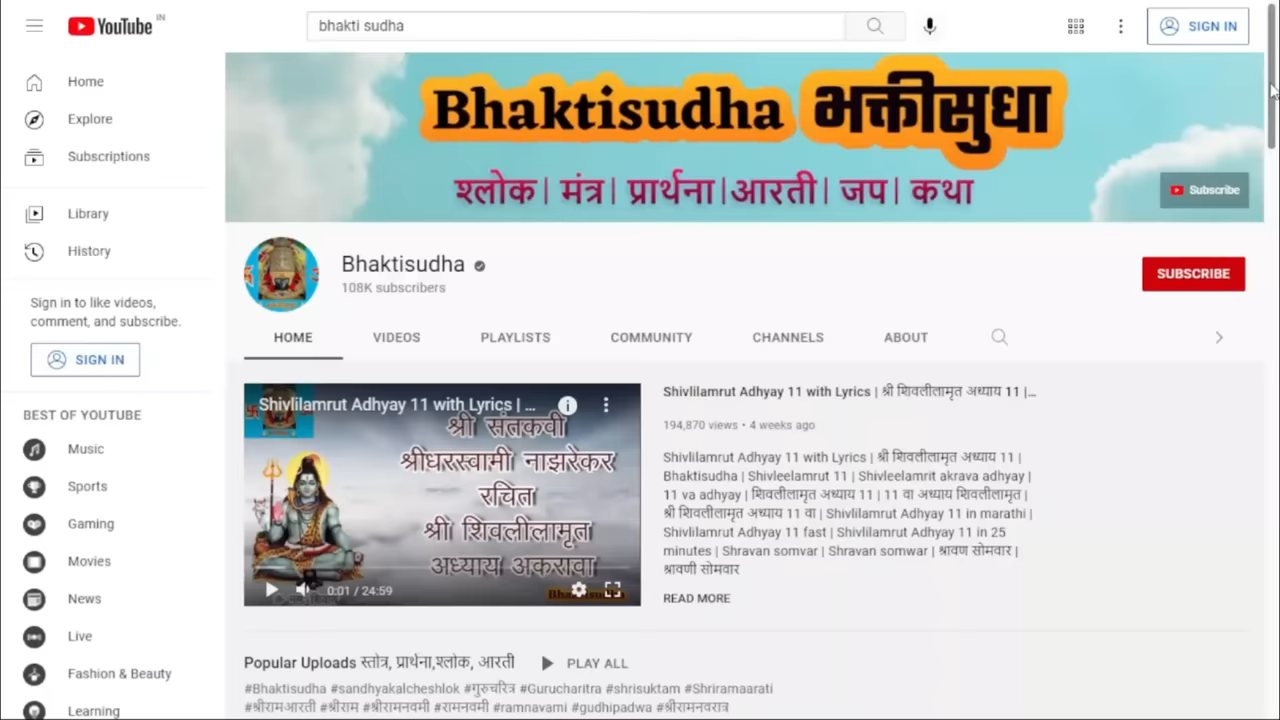 YouTube IN
bhakti sudha
SIGN IN
Home
Explore
Subscriptions
Library
History
Sign in to like videos,
comment, and subscribe.
SIGN IN
BEST OF YOUTUBE
Music
Sports
Gaming
Movies
News
Live
Fashion & Beauty
Learning
Bhaktisudha भक्तीसुधा
श्लोक| मंत्र| प्रार्थना|आरती| जप| कथा
Subscribe
Bhaktisudha
108K subscribers
SUBSCRIBE
HOME VIDEOS PLAYLISTS COMMUNITY CHANNELS ABOUT
Shivlilamrut Adhyay 11 with Lyrics | ...
श्री संतकवी
श्रीधरस्वामी नाझरेकर
रचित
श्री शिवलीलामृत
अध्याय अकरावा
0:01 / 24:59
Shivlilamrut Adhyay 11 with Lyrics | श्री शिवलीलामृत अध्याय 11 |...
194,870 views • 4 weeks ago
Shivlilamrut Adhyay 11 with Lyrics | श्री शिवलीलामृत अध्याय 11 |
Bhaktisudha | Shivleelamrut 11 | Shivleelamrit akrava adhyay |
11 va adhyay | शिवलीलामृत अध्याय 11 | 11 वा अध्याय शिवलीलामृत |
श्री शिवलीलामृत अध्याय 11 वा | Shivlilamrut Adhyay 11 in marathi |
Shivlilamrut Adhyay 11 fast | Shivlilamrut Adhyay 11 in 25
minutes | Shravan somvar | Shravan somwar | श्रावण सोमवार |
श्रावणी सोमवार
READ MORE
Popular Uploads स्तोत्र, प्रार्थना,श्लोक, आरती PLAY ALL
#Bhaktisudha #sandhyakalcheshlok #गुरुचरित्र #Gurucharitra #shrisuktam #Shriramaarati
#श्रीरामआरती #श्रीराम #श्रीरामनवमी #रामनवमी #ramnavami #gudhipadwa #श्रीरामनवरात्र